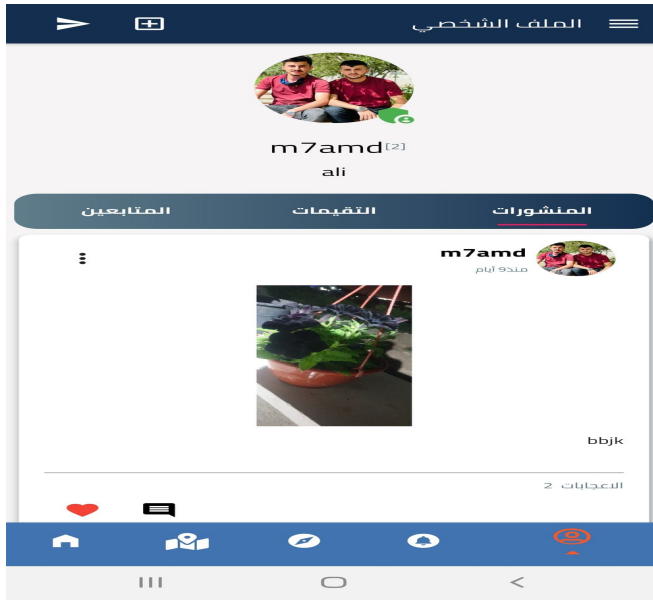 الملف الشخصي
m7amd[2]
ali
المنشورات التقيمات المتابعين
m7amd
منذ9 أيام
bbjk
الاعجابات 2